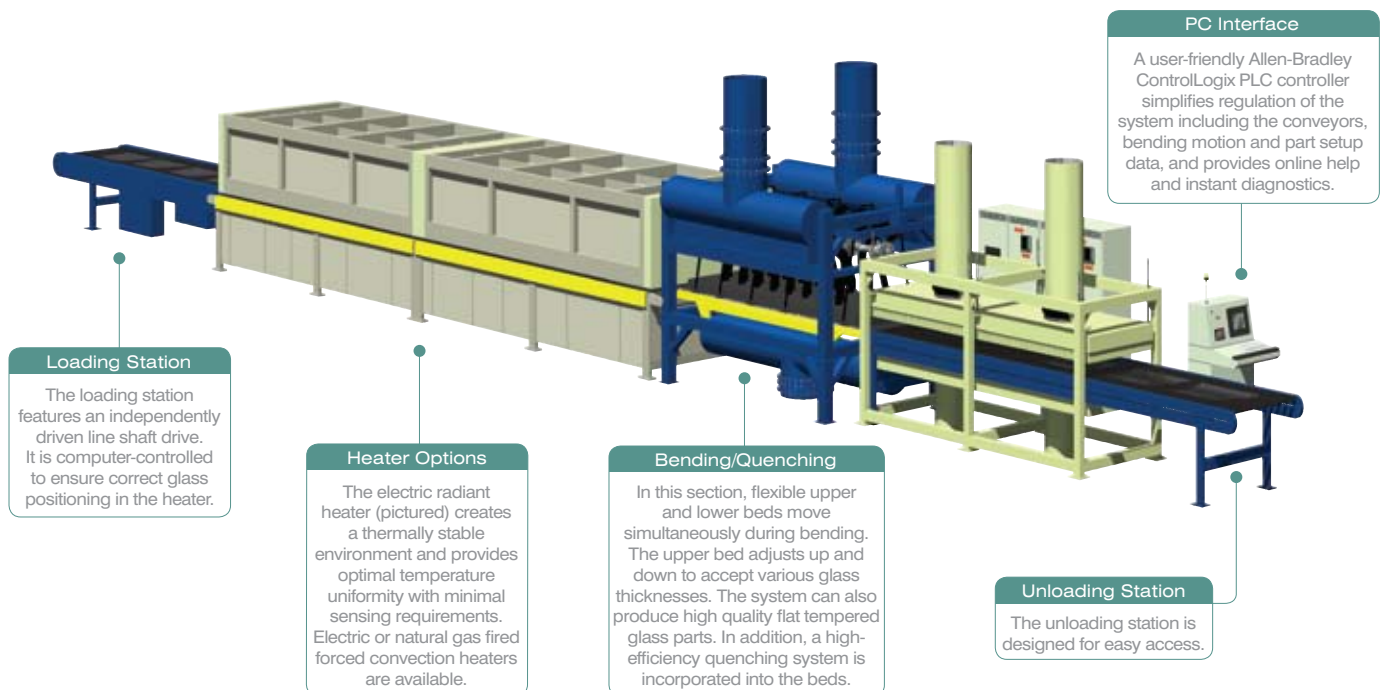 PC Interface
A user-friendly Allen-Bradley
ControlLogix PLC controller
simplifies regulation of the
system including the conveyors,
bending motion and part setup
data, and provides online help
and instant diagnostics.
Loading Station
The loading station
features an independently
driven line shaft drive.
It is computer-controlled
to ensure correct glass
positioning in the heater.
Heater Options
The electric radiant
heater (pictured) creates
a thermally stable
environment and provides
optimal temperature
uniformity with minimal
sensing requirements.
Electric or natural gas fired
forced convection heaters
are available.
Bending/Quenching
In this section, flexible upper
and lower beds move
simultaneously during bending.
The upper bed adjusts up and
down to accept various glass
thicknesses. The system can also
produce high quality flat tempered
glass parts. In addition, a high-
efficiency quenching system is
incorporated into the beds.
Unloading Station
The unloading station is
designed for easy access.